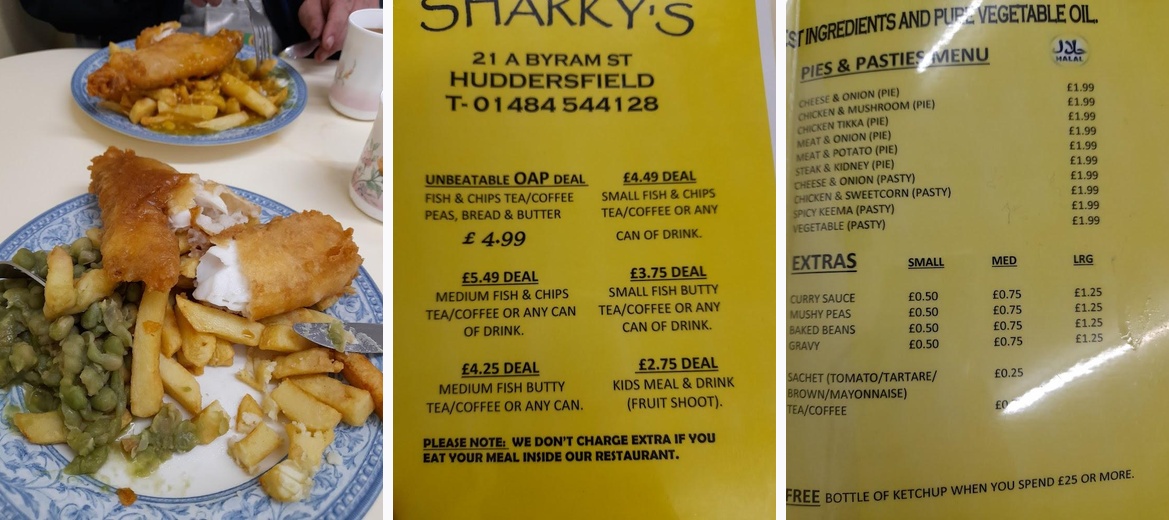 SHARKY'S
21 A BYRAM ST
HUDDERSFIELD
T- 01484 544128
UNBEATABLE OAP DEAL
FISH & CHIPS TEA/COFFEE
PEAS, BREAD & BUTTER
£ 4.99
£4.49 DEAL
SMALL FISH & CHIPS
TEA/COFFEE OR ANY
CAN OF DRINK.
£5.49 DEAL
MEDIUM FISH & CHIPS
TEA/COFFEE OR ANY CAN
OF DRINK.
£3.75 DEAL
SMALL FISH BUTTY
TEA/COFFEE OR ANY
CAN OF DRINK.
£4.25 DEAL
MEDIUM FISH BUTTY
TEA/COFFEE OR ANY CAN.
£2.75 DEAL
KIDS MEAL & DRINK
(FRUIT SHOOT).
PLEASE NOTE: WE DON'T CHARGE EXTRA IF YOU
EAT YOUR MEAL INSIDE OUR RESTAURANT.
INGREDIENTS AND PURE VEGETABLE OIL.
PIES & PASTIES MENU
حلال
HALAL
CHEESE & ONION (PIE) £1.99
CHICKEN & MUSHROOM (PIE) £1.99
CHICKEN TIKKA (PIE) £1.99
MEAT & ONION (PIE) £1.99
MEAT & POTATO (PIE) £1.99
STEAK & KIDNEY (PIE) £1.99
CHEESE & ONION (PASTY) £1.99
CHICKEN & SWEETCORN (PASTY) £1.99
SPICY KEEMA (PASTY) £1.99
VEGETABLE (PASTY) £1.99
EXTRAS SMALL MED LRG
CURRY SAUCE £0.50 £0.75 £1.25
MUSHY PEAS £0.50 £0.75 £1.25
BAKED BEANS £0.50 £0.75 £1.25
GRAVY £0.50 £0.75 £1.25
SACHET (TOMATO/TARTARE/ £0.25
BROWN/MAYONNAISE)
TEA/COFFEE
FREE BOTTLE OF KETCHUP WHEN YOU SPEND £25 OR MORE.